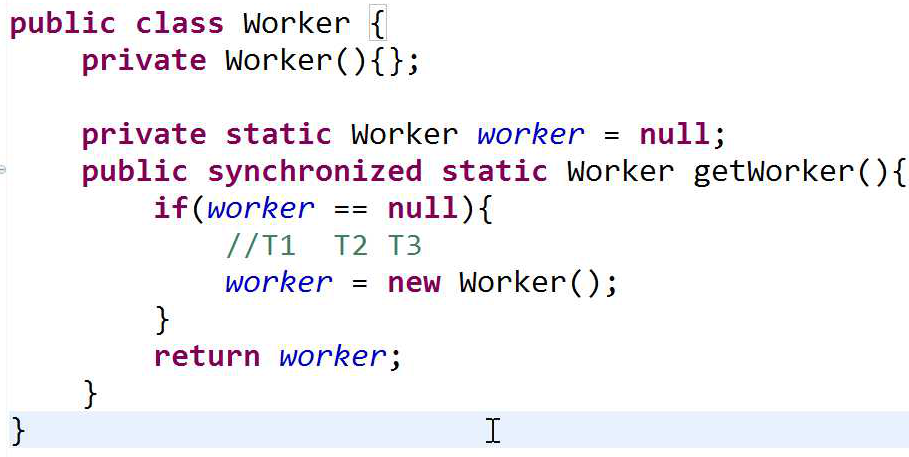 public class Worker {
    private Worker(){};
    private static Worker worker = null;
    public synchronized static Worker getWorker(){
        if(worker == null){
            //T1  T2 T3
            worker = new Worker();
        }
        return worker;
    }
}